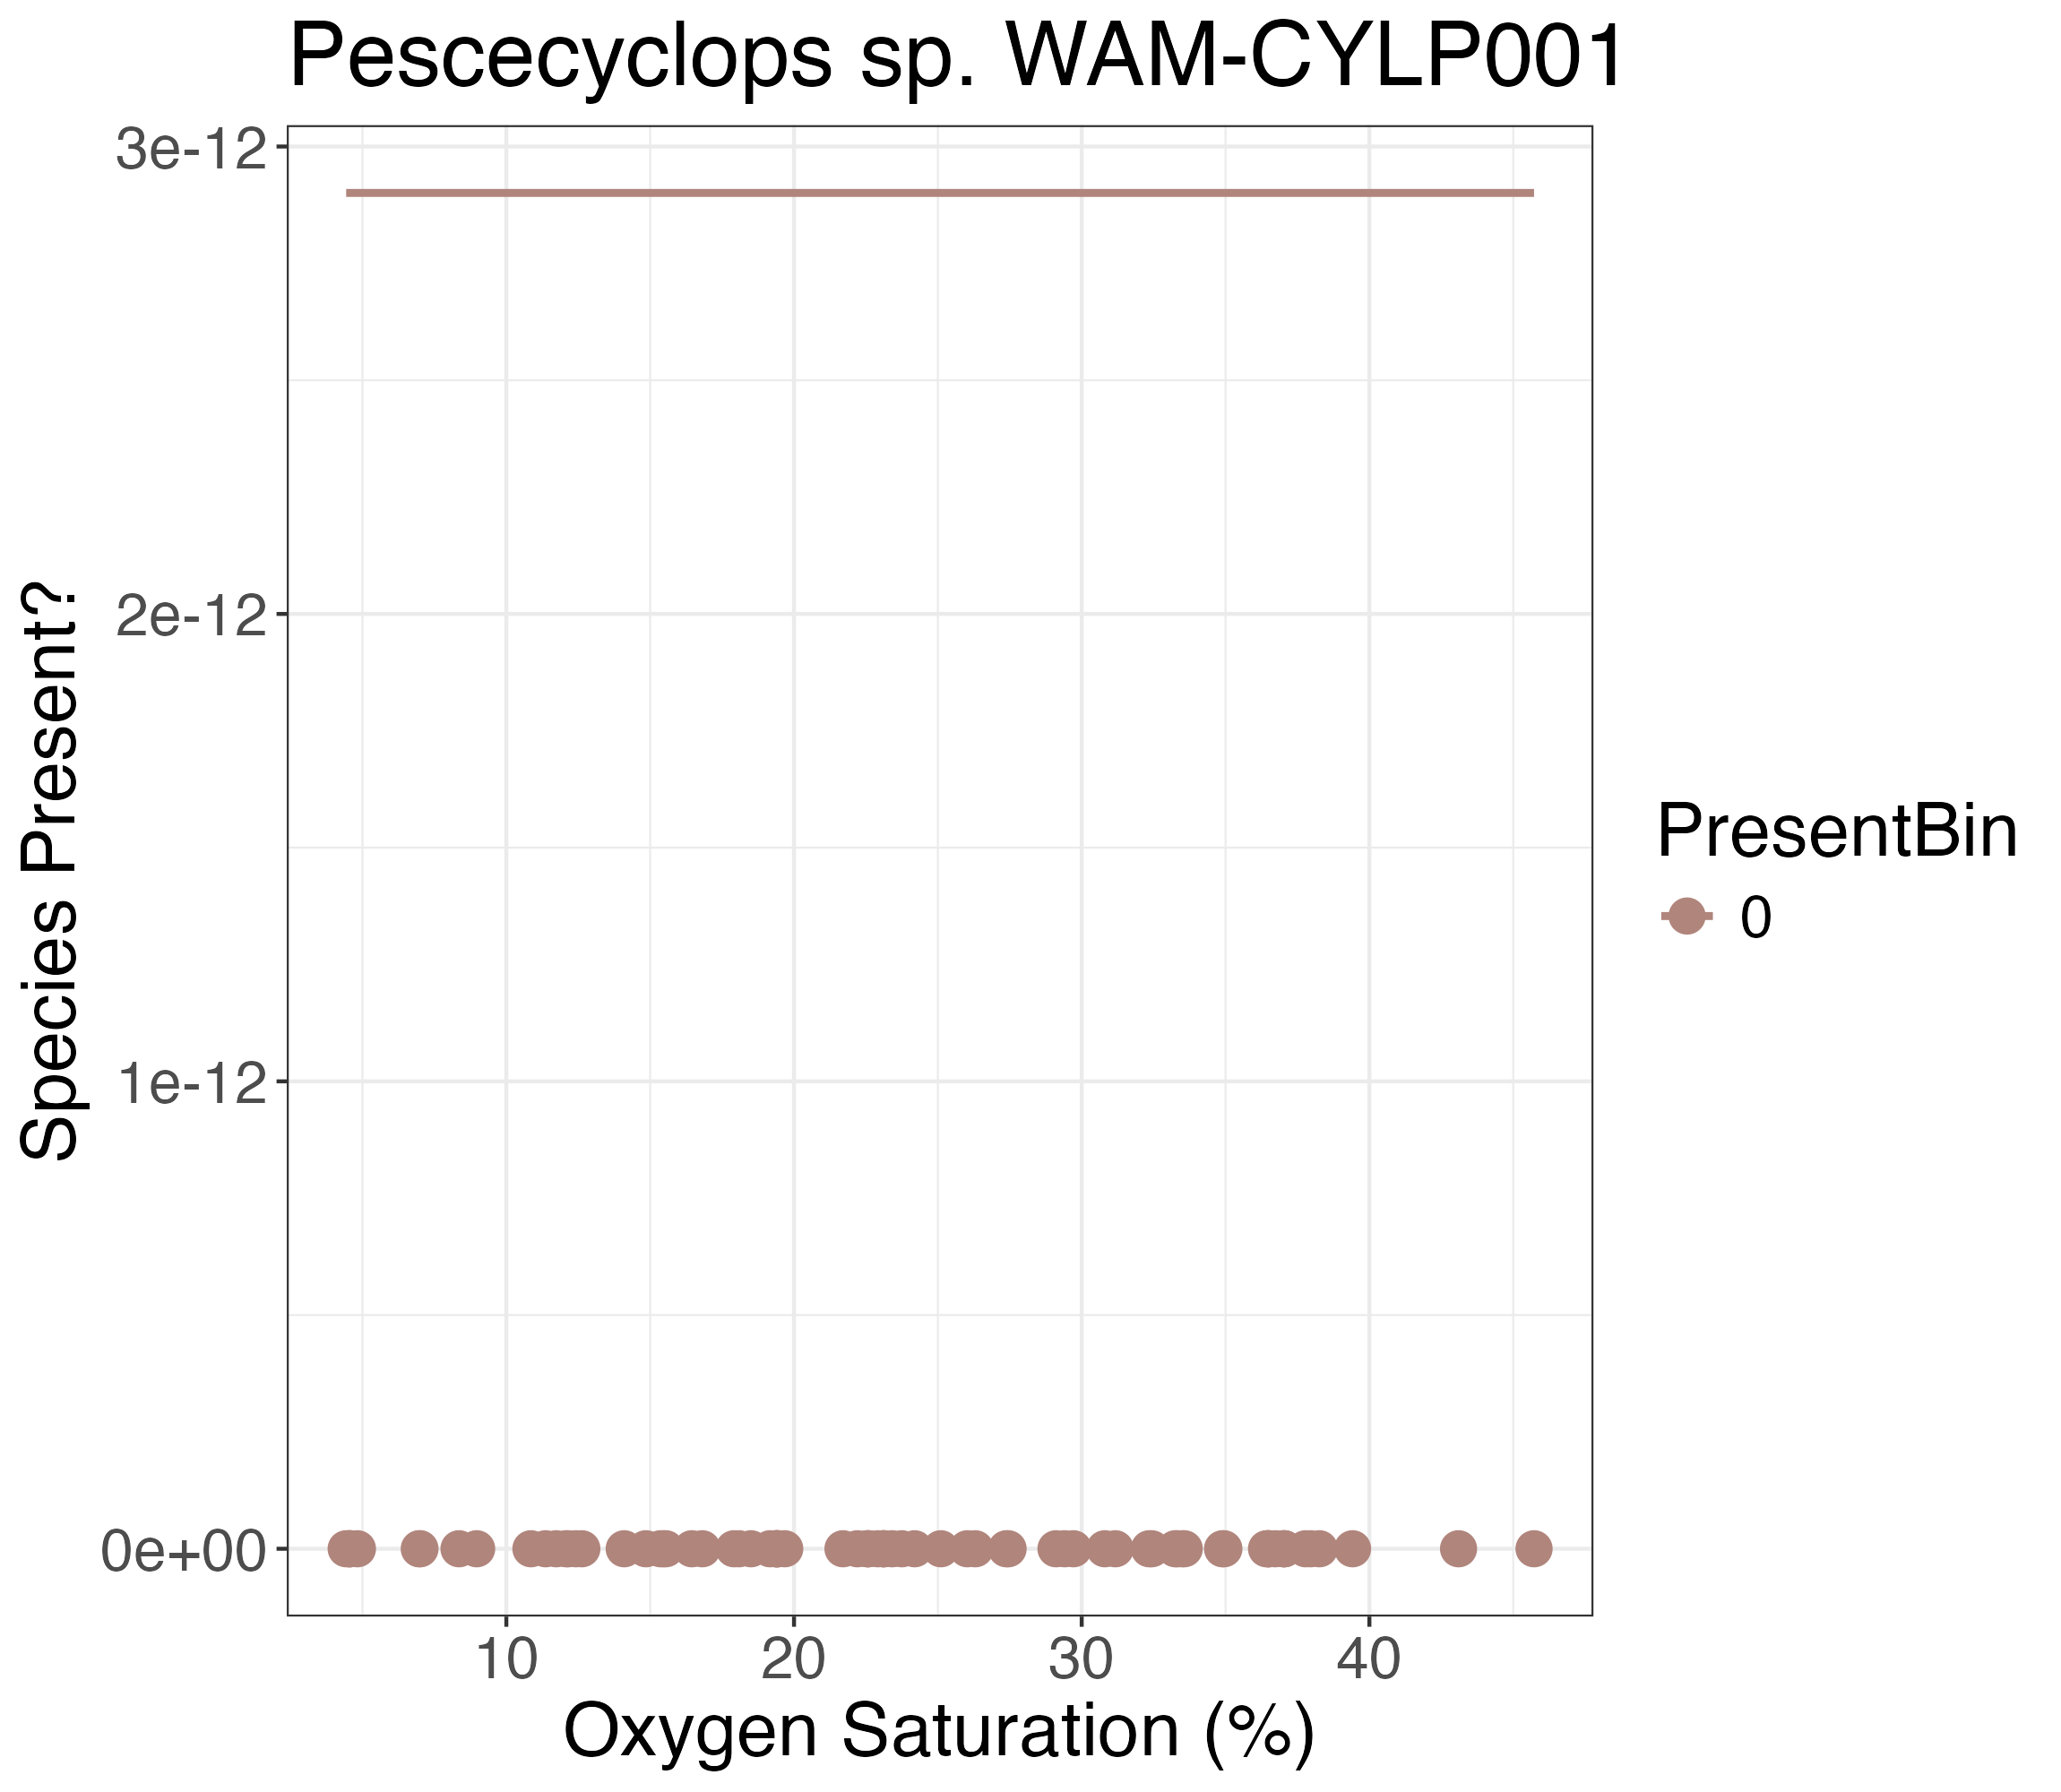 Pescecyclops sp. WAM-CYLP001
3e-12
2e-12
1e-12
0e+00
Species Present?
10 20 30 40
Oxygen Saturation (%)
PresentBin
0